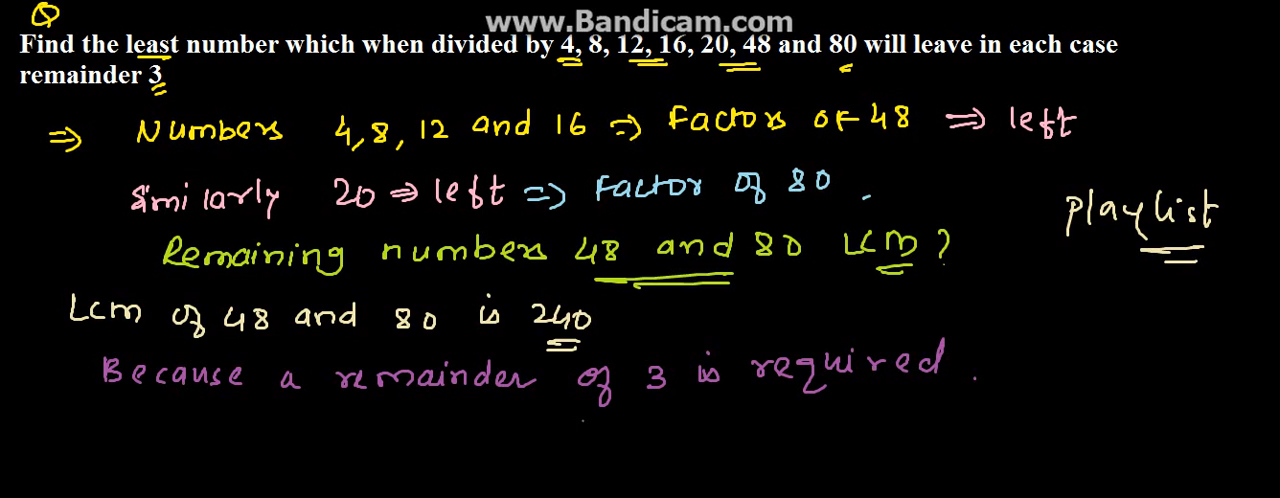 www.Bandicam.com
Q
Find the least number which when divided by 4, 8, 12, 16, 20, 48 and 80 will leave in each case
remainder 3
⇒ Numbers 4,8,12 and 16 ⇒ Factors of 48 ⇒ left
similarly 20 ⇒ left ⇒ Factor of 80.
Playlist
Remaining numbers 48 and 80 LCM?
LCM of 48 and 80 is 240
Because a remainder of 3 is required.